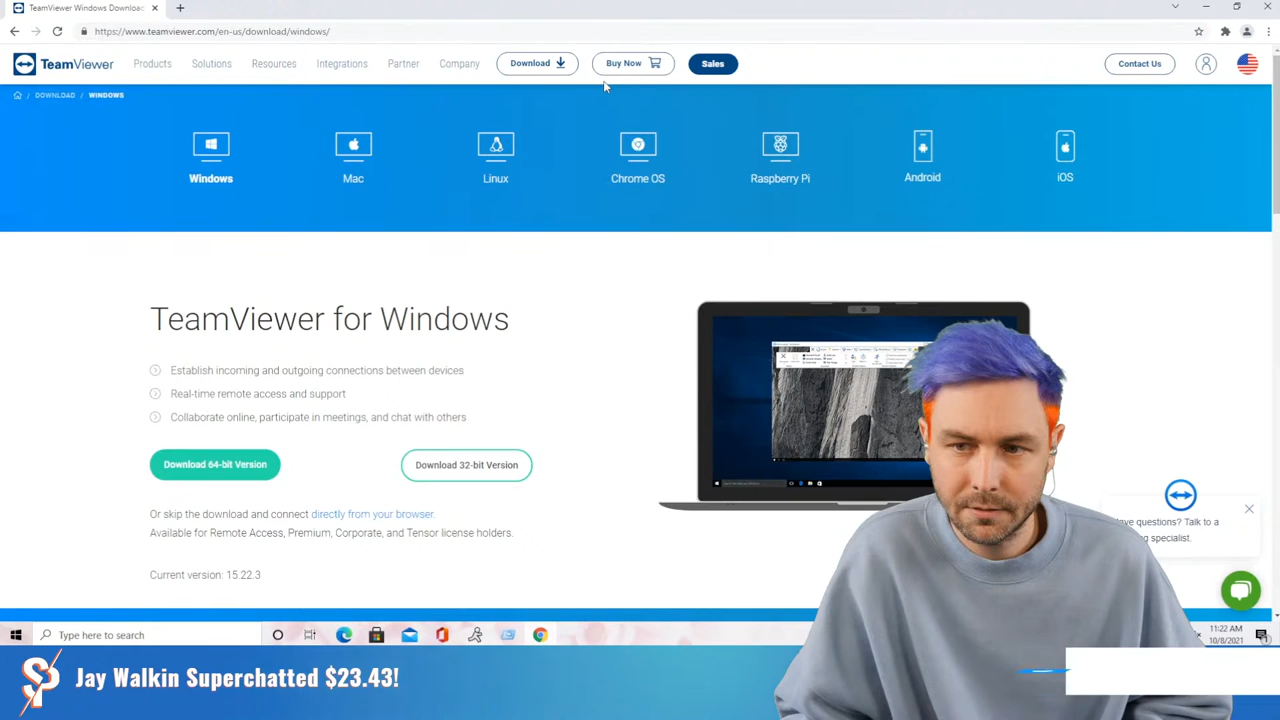 TeamViewer Windows Downloa
https://www.teamviewer.com/en-us/download/windows/
TeamViewer Products Solutions Resources Integrations Partner Company Download Buy Now Sales Contact Us
DOWNLOAD / WINDOWS
Windows Mac Linux Chrome OS Raspberry Pi Android iOS
TeamViewer for Windows
Establish incoming and outgoing connections between devices
Real-time remote access and support
Collaborate online, participate in meetings, and chat with others
Download 64-bit Version Download 32-bit Version
Or skip the download and connect directly from your browser.
Available for Remote Access, Premium, Corporate, and Tensor license holders.
Current version: 15.22.3
ave questions? Talk to a
g specialist.
Type here to search
11:22 AM
10/8/2021
SP Jay Walkin Superchatted $23.43!